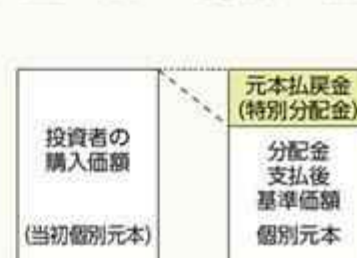 投資者の
購入価額
(当初個別元本)
元本払戻金
(特別分配金)
分配金
支払後
基準価額
個別元本